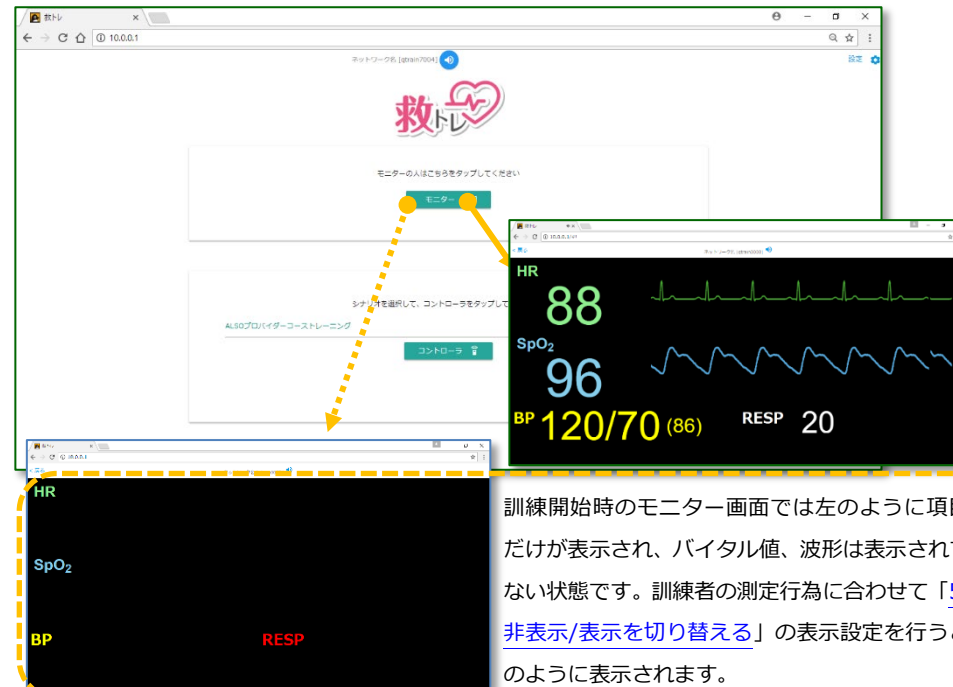 救トレ
10.0.0.1
ネットワーク名 [qbrain7004]
設定
救トレ
モニターの人はこちらをタップしてください
モニター
シナリオを選択して、コントローラをタップして
ALSOプロバイダーコーストレーニング
コントローラ
HR
88
SpO2
96
BP 120/70 (86) RESP 20
10.0.0.1
HR
SpO2
BP RESP
訓練開始時のモニター画面では左のように項
だけが表示され、バイタル値、波形は表示されて
ない状態です。訓練者の測定行為に合わせて「
非表示/表示を切り替える」の表示設定を行う
のように表示されます。